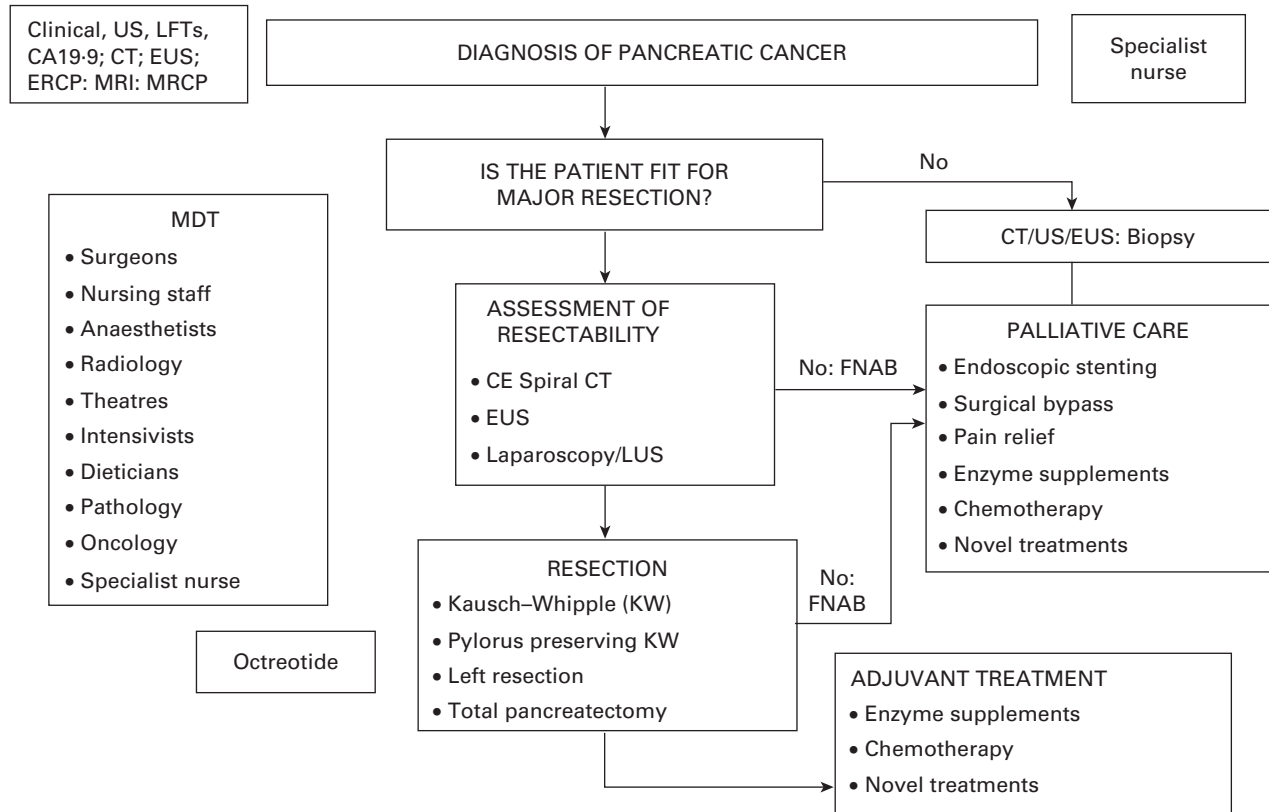 Clinical, US, LFTs,
CA19·9; CT; EUS;
ERCP: MRI: MRCP
DIAGNOSIS OF PANCREATIC CANCER
Specialist
nurse
IS THE PATIENT FIT FOR
MAJOR RESECTION?
No
MDT
• Surgeons
• Nursing staff
• Anaesthetists
• Radiology
• Theatres
• Intensivists
• Dieticians
• Pathology
• Oncology
• Specialist nurse
CT/US/EUS: Biopsy
ASSESSMENT OF
RESECTABILITY
• CE Spiral CT
• EUS
• Laparoscopy/LUS
No: FNAB
PALLIATIVE CARE
• Endoscopic stenting
• Surgical bypass
• Pain relief
• Enzyme supplements
• Chemotherapy
• Novel treatments
RESECTION
• Kausch–Whipple (KW)
• Pylorus preserving KW
• Left resection
• Total pancreatectomy
No:
FNAB
Octreotide
ADJUVANT TREATMENT
• Enzyme supplements
• Chemotherapy
• Novel treatments